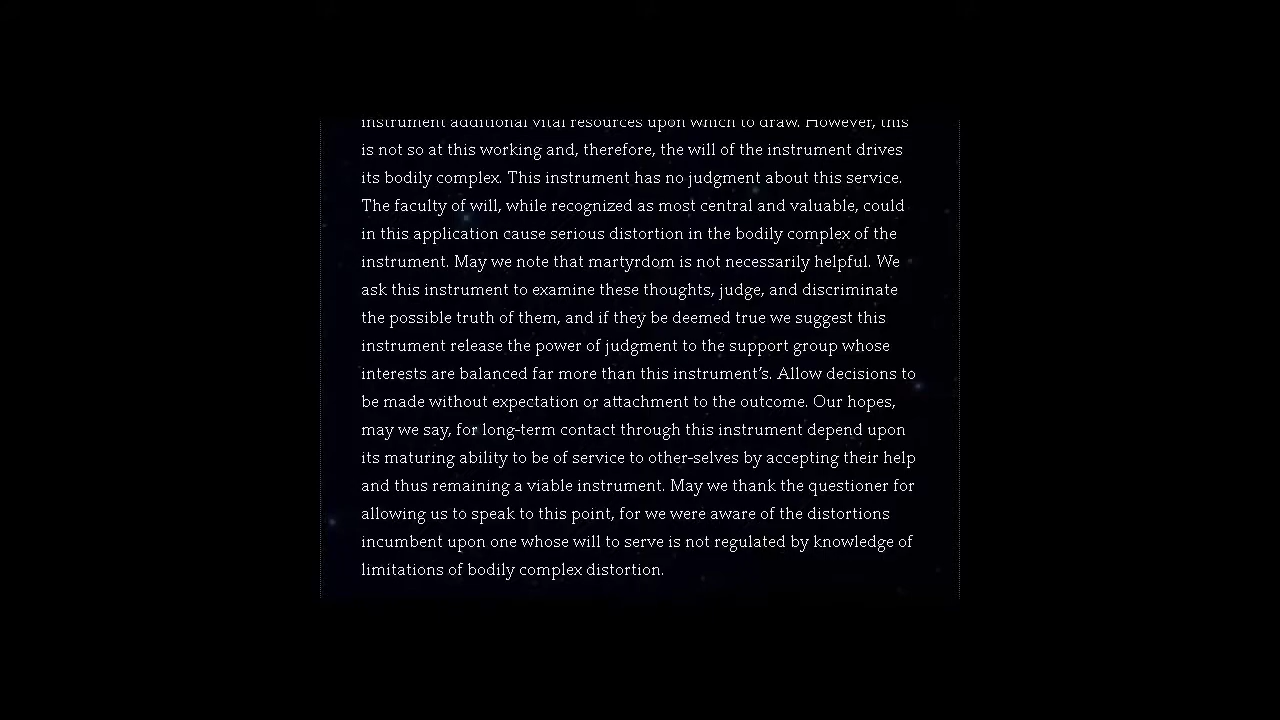 instrument additional vital resources upon which to draw. However, this
is not so at this working and, therefore, the will of the instrument drives
its bodily complex. This instrument has no judgment about this service.
The faculty of will, while recognized as most central and valuable, could
in this application cause serious distortion in the bodily complex of the
instrument. May we note that martyrdom is not necessarily helpful. We
ask this instrument to examine these thoughts, judge, and discriminate
the possible truth of them, and if they be deemed true we suggest this
instrument release the power of judgment to the support group whose
interests are balanced far more than this instrument’s. Allow decisions to
be made without expectation or attachment to the outcome. Our hopes,
may we say, for long-term contact through this instrument depend upon
its maturing ability to be of service to other-selves by accepting their help
and thus remaining a viable instrument. May we thank the questioner for
allowing us to speak to this point, for we were aware of the distortions
incumbent upon one whose will to serve is not regulated by knowledge of
limitations of bodily complex distortion.